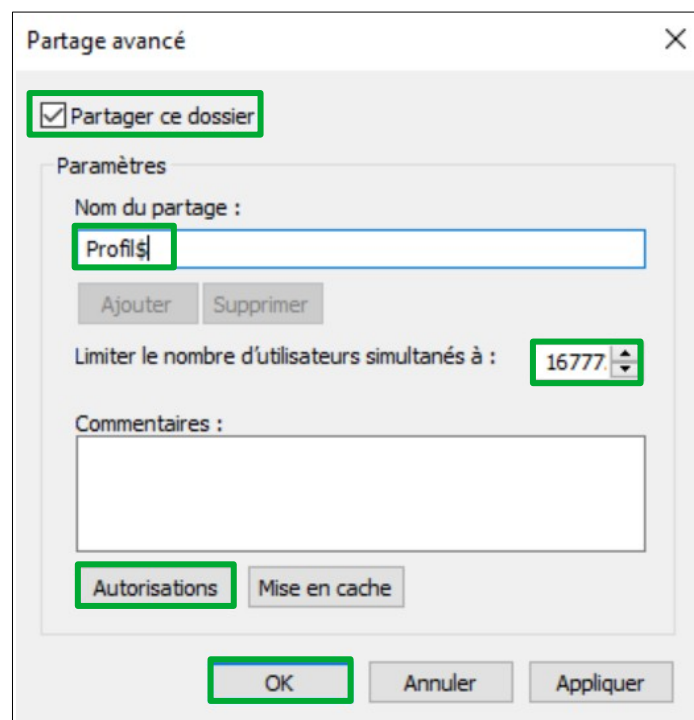 Partage avancé
Partager ce dossier
Paramètres
Nom du partage :
Profil$
Ajouter Supprimer
Limiter le nombre d'utilisateurs simultanés à : 16777
Commentaires :
Autorisations Mise en cache
OK Annuler Appliquer